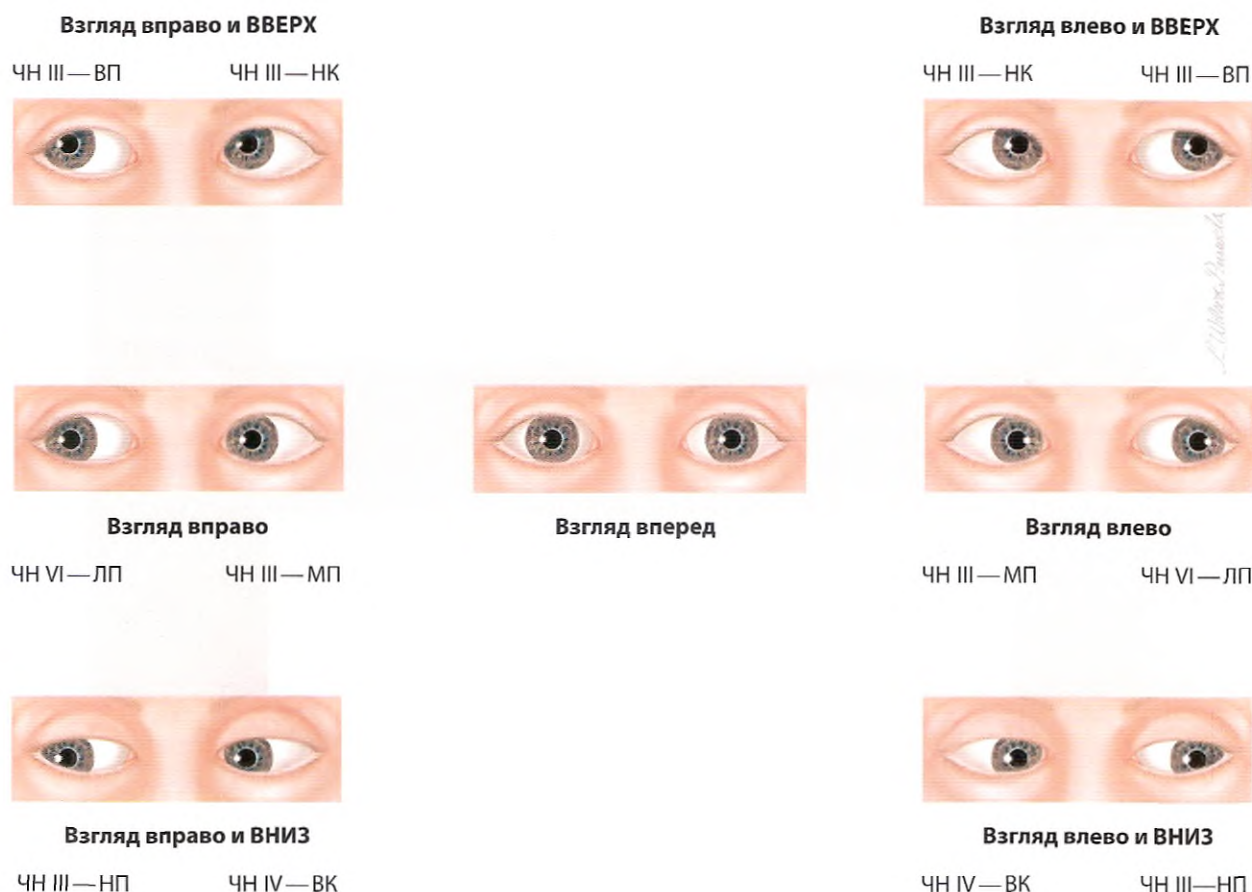 Взгляд вправо и ВВЕРХ
ЧН III—ВП ЧН III—НК
Взгляд влево и ВВЕРХ
ЧН III—НК ЧН III—ВП
Взгляд вправо
ЧН VI—ЛП ЧН III—МП
Взгляд вперед
Взгляд влево
ЧН III—МП ЧН VI—ЛП
Взгляд вправо и ВНИЗ
ЧН III—НП ЧН IV—ВК
Взгляд влево и ВНИЗ
ЧН IV—ВК ЧН III—НП